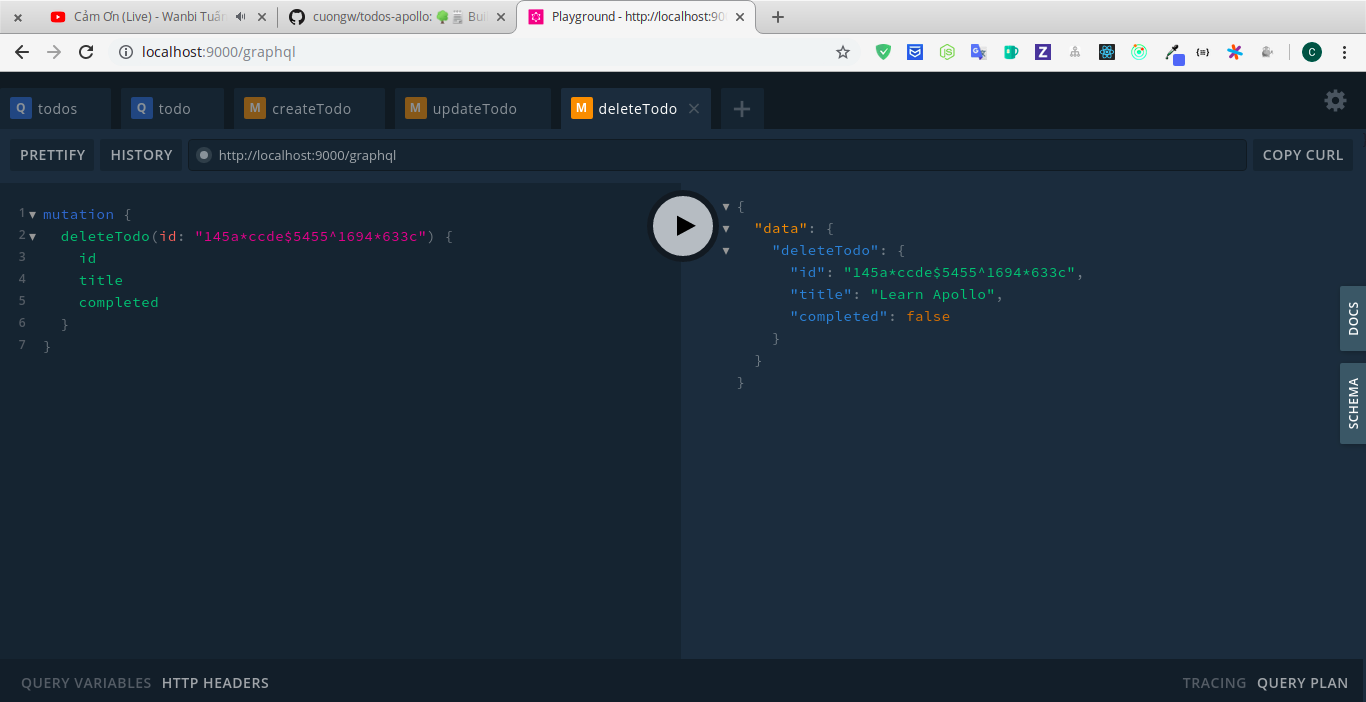 Cảm Ơn (Live) - Wanbi Tuấn
cuongw/todos-apollo: 🌳🗒 Buil
Playground - http://localhost:90
localhost:9000/graphql
Q todos
Q todo
M createTodo
M updateTodo
M deleteTodo
PRETTIFY
HISTORY
http://localhost:9000/graphql
COPY CURL
1 mutation {
2 deleteTodo(id: "145a*ccde$5455^1694*633c") {
3 id
4 title
5 completed
6 }
7 }
{
"data": {
"deleteTodo": {
"id": "145a*ccde$5455^1694*633c",
"title": "Learn Apollo",
"completed": false
}
}
}
DOCS
SCHEMA
QUERY VARIABLES
HTTP HEADERS
TRACING
QUERY PLAN